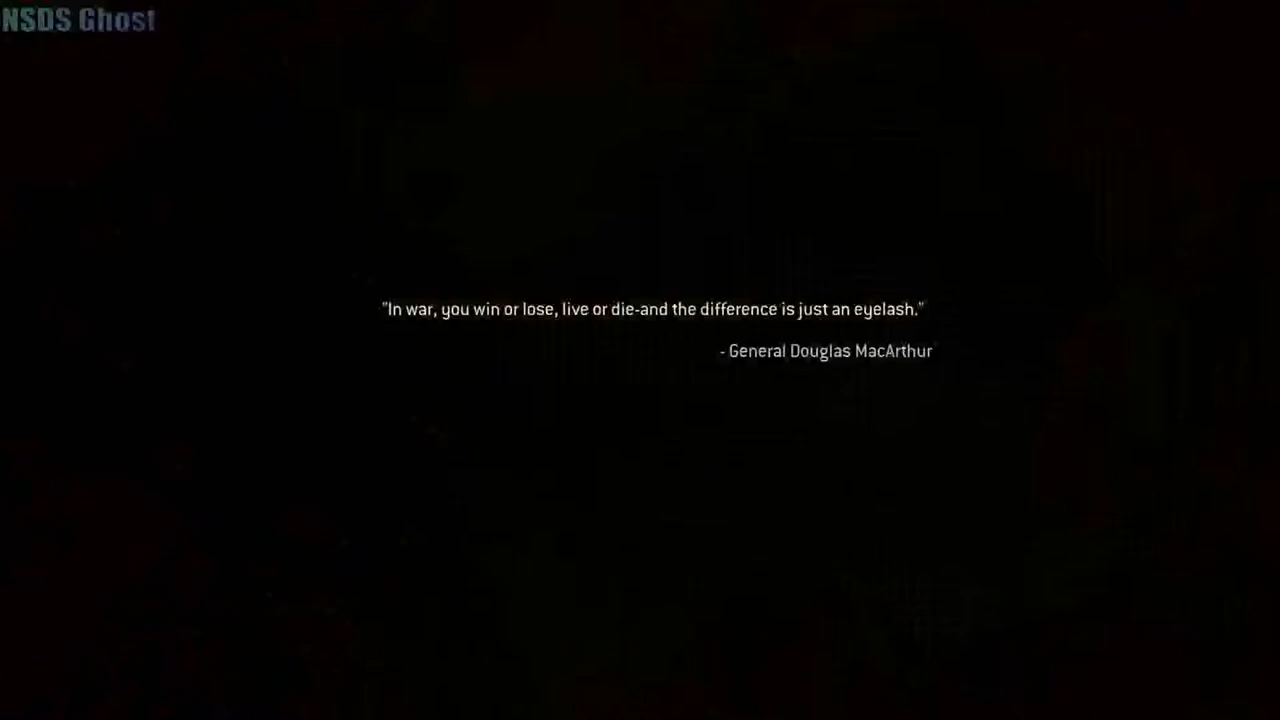 NSDS Ghost
"In war, you win or lose, live or die-and the difference is just an eyelash."
- General Douglas MacArthur